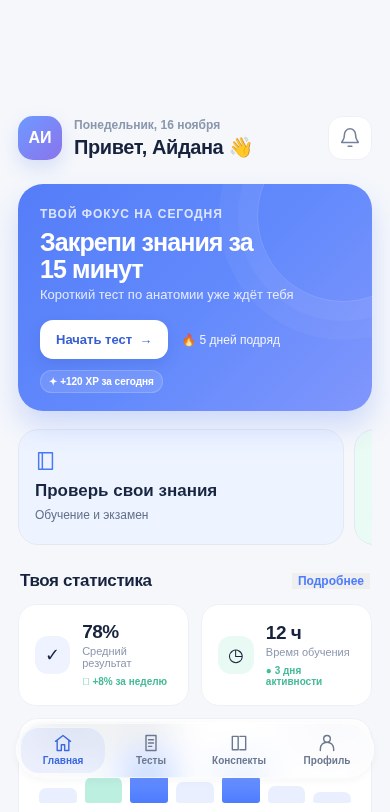 АИ
Понедельник, 16 ноября
Привет, Айдана 👋
ТВОЙ ФОКУС НА СЕГОДНЯ
Закрепи знания за
15 минут
Короткий тест по анатомии уже ждёт тебя
Начать тест →
🔥 5 дней подряд
✦ +120 XP за сегодня
Проверь свои знания
Обучение и экзамен
Твоя статистика
Подробнее
78%
Средний
результат
+8% за неделю
12 ч
Время обучения
● 3 дня
активности
Главная
Тесты
Конспекты
Профиль